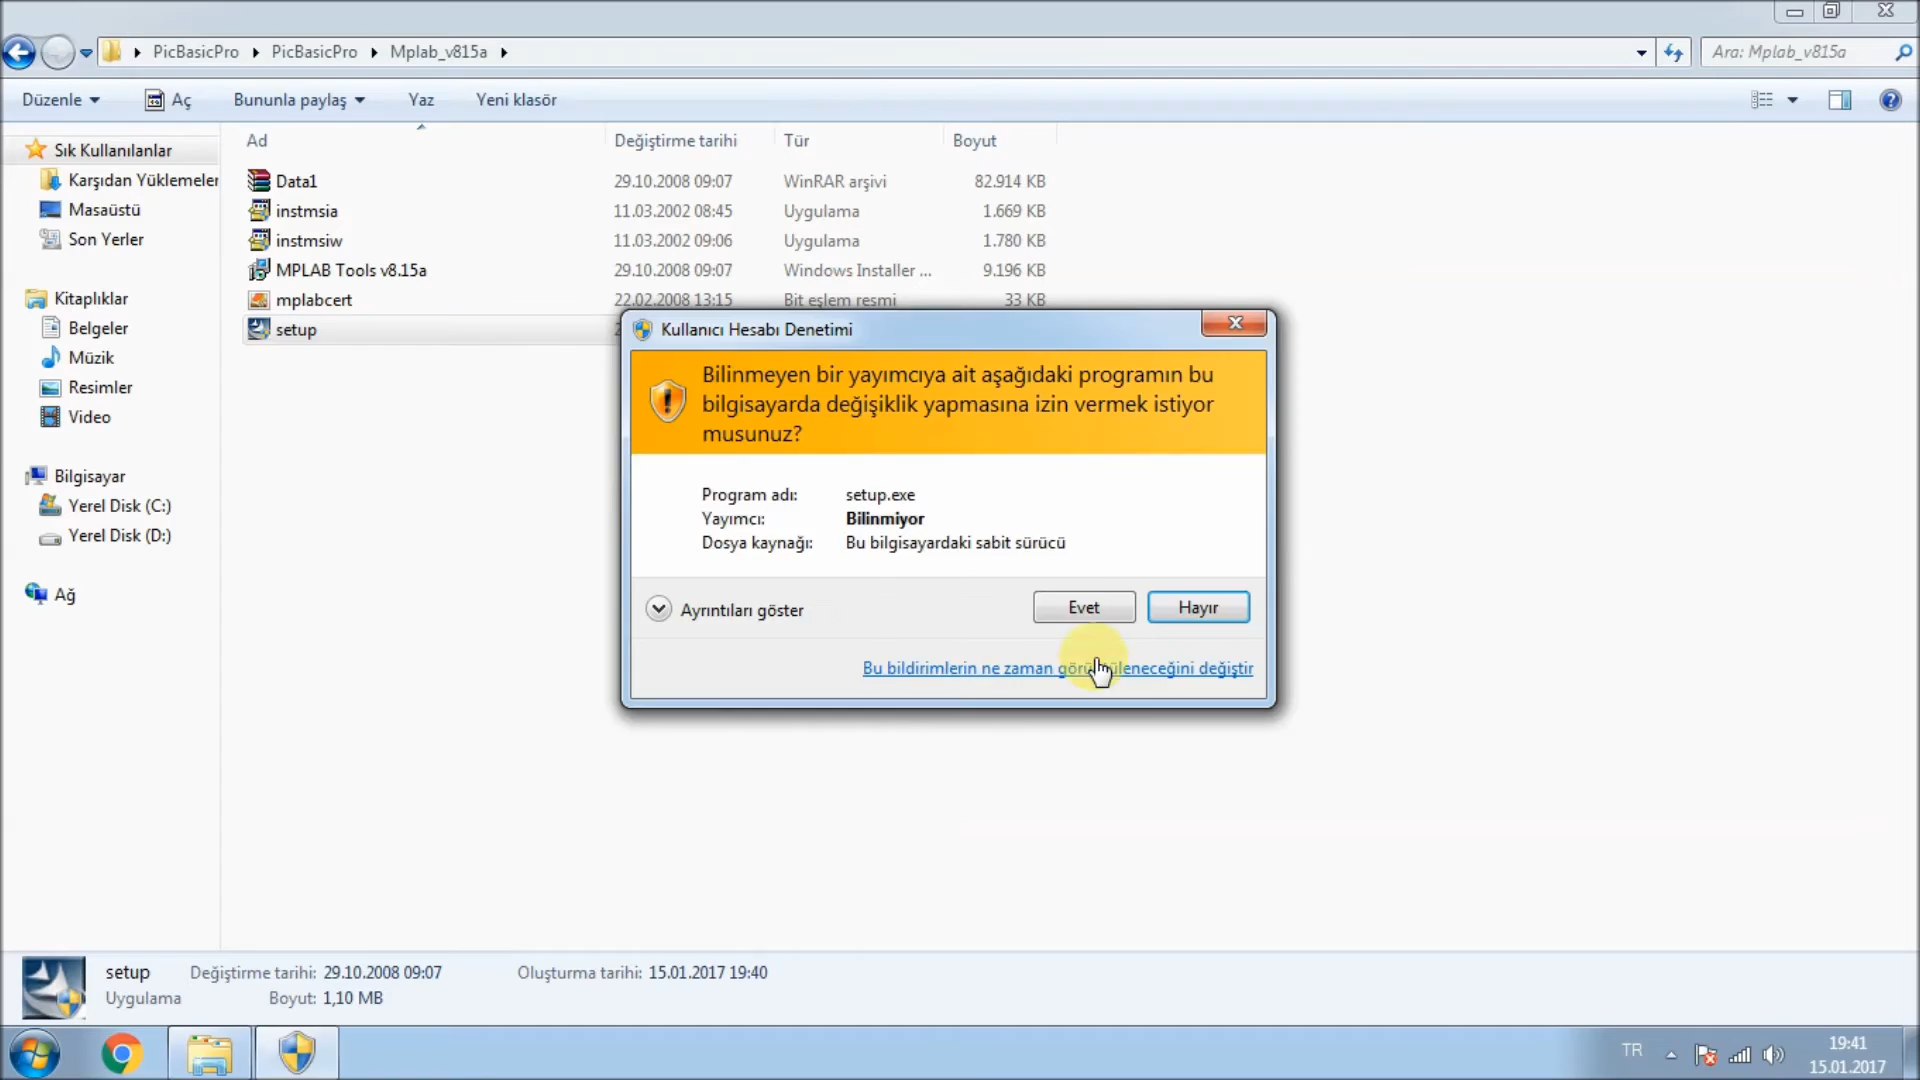 PicBasicPro PicBasicPro Mplab_v815a
Ara: Mplab_v815a
Düzenle Aç Bununla paylaş Yaz Yeni klasör
Ad Değiştirme tarihi Tür Boyut
Sık Kullanılanlar
Karşıdan Yüklemeler
Masaüstü
Son Yerler
Kitaplıklar
Belgeler
Müzik
Resimler
Video
Bilgisayar
Yerel Disk (C:)
Yerel Disk (D:)
Ağ
Data1 29.10.2008 09:07 WinRAR arşivi 82.914 KB
instmsia 11.03.2002 08:45 Uygulama 1.669 KB
instmsiw 11.03.2002 09:06 Uygulama 1.780 KB
MPLAB Tools v8.15a 29.10.2008 09:07 Windows Installer ... 9.196 KB
mplabcert 22.02.2008 13:15 Bit eşlem resmi 33 KB
setup
Kullanıcı Hesabı Denetimi
Bilinmeyen bir yayımcıya ait aşağıdaki programın bu
bilgisayarda değişiklik yapmasına izin vermek istiyor
musunuz?
Program adı: setup.exe
Yayımcı: Bilinmiyor
Dosya kaynağı: Bu bilgisayardaki sabit sürücü
Ayrıntıları göster Evet Hayır
Bu bildirimlerin ne zaman değiştir
setup Değiştirme tarihi: 29.10.2008 09:07 Oluşturma tarihi: 15.01.2017 19:40
Uygulama Boyut: 1,10 MB
TR
19:41
15.01.2017